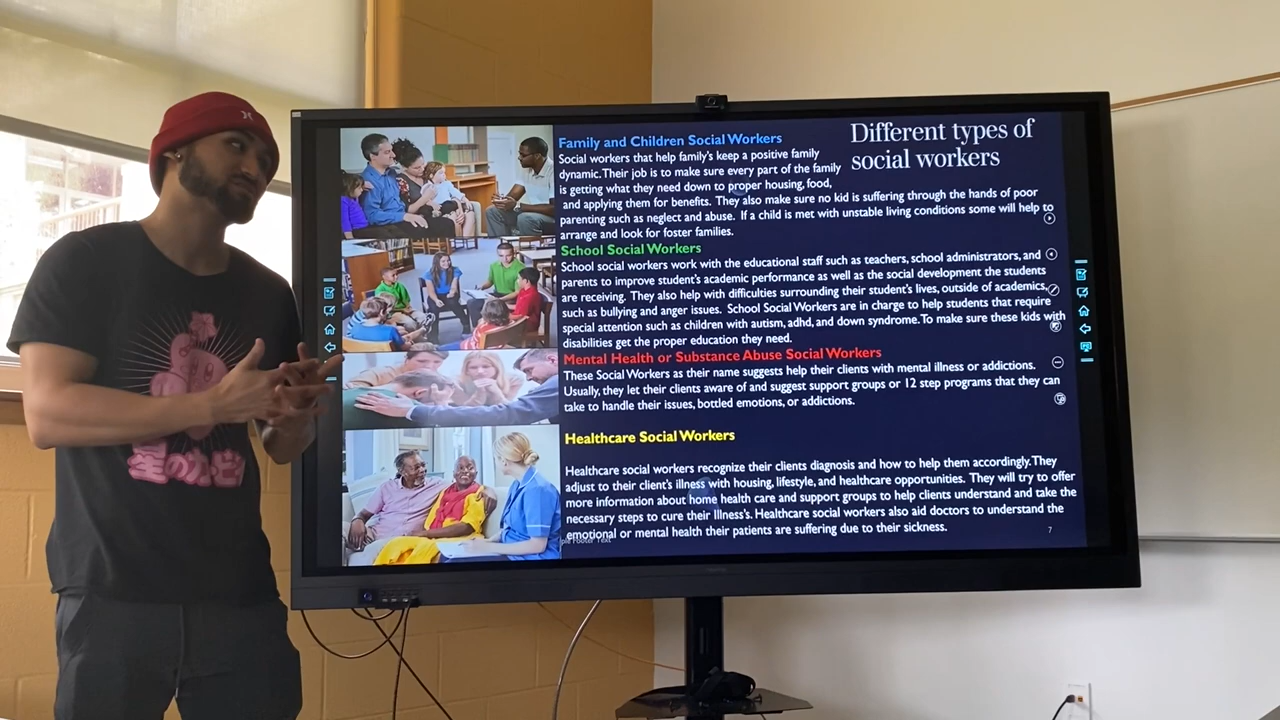 Different types of
social workers
Family and Children Social Workers
Social workers that help family's keep a positive family
dynamic. Their job is to make sure every part of the family
is getting what they need down to proper housing, food,
and applying them for benefits. They also make sure no kid is suffering through the hands of poor
parenting such as neglect and abuse. If a child is met with unstable living conditions some will help to
arrange and look for foster families.
School Social Workers
School social workers work with the educational staff such as teachers, school administrators, and
parents to improve student's academic performance as well as the social development the students
are receiving. They also help with difficulties surrounding their student's lives, outside of academics,
such as bullying and anger issues. School Social Workers are in charge to help students that require
special attention such as children with autism, adhd, and down syndrome. To make sure these kids with
disabilities get the proper education they need.
Mental Health or Substance Abuse Social Workers
These Social Workers as their name suggests help their clients with mental illness or addictions.
Usually, they let their clients aware of and suggest support groups or 12 step programs that they can
take to handle their issues, bottled emotions, or addictions.
Healthcare Social Workers
Healthcare social workers recognize their clients diagnosis and how to help them accordingly. They
adjust to their client's illness with housing, lifestyle, and healthcare opportunities. They will try to offer
more information about home health care and support groups to help clients understand and take the
necessary steps to cure their Illness's. Healthcare social workers also aid doctors to understand the
emotional or mental health their patients are suffering due to their sickness.
Footer Text
7
星のカービィ